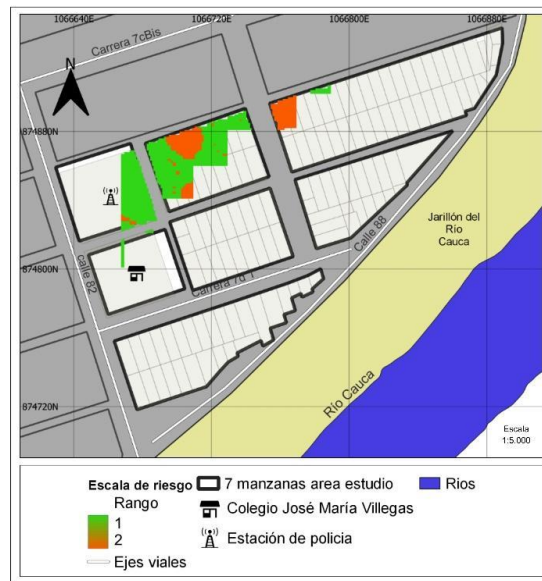 1066640E 1066720E 1066800E 1066880E
Carrera 7cBis
N
874880N
874800N
874720N
calle 82
Carrera 7d 1
Calle 88
Jarillón del
Río
Cauca
Río Cauca
Escala
1:5.000
Escala de riesgo
Rango
1
2
Ejes viales
7 manzanas area estudio
Colegio José María Villegas
Estación de policia
Rios